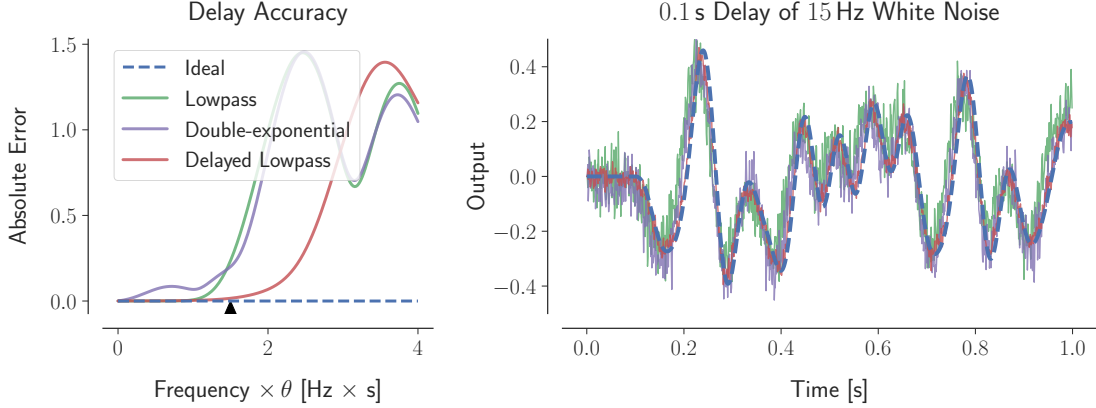 Delay Accuracy
1.5
1.0
0.5
0.0
Absolute Error
Ideal
Lowpass
Double-exponential
Delayed Lowpass
0
2
4
Frequency × θ [Hz × s]
0.1 s Delay of 15 Hz White Noise
0.4
0.2
0.0
−0.2
−0.4
Output
0.0
0.2
0.4
0.6
0.8
1.0
Time [s]